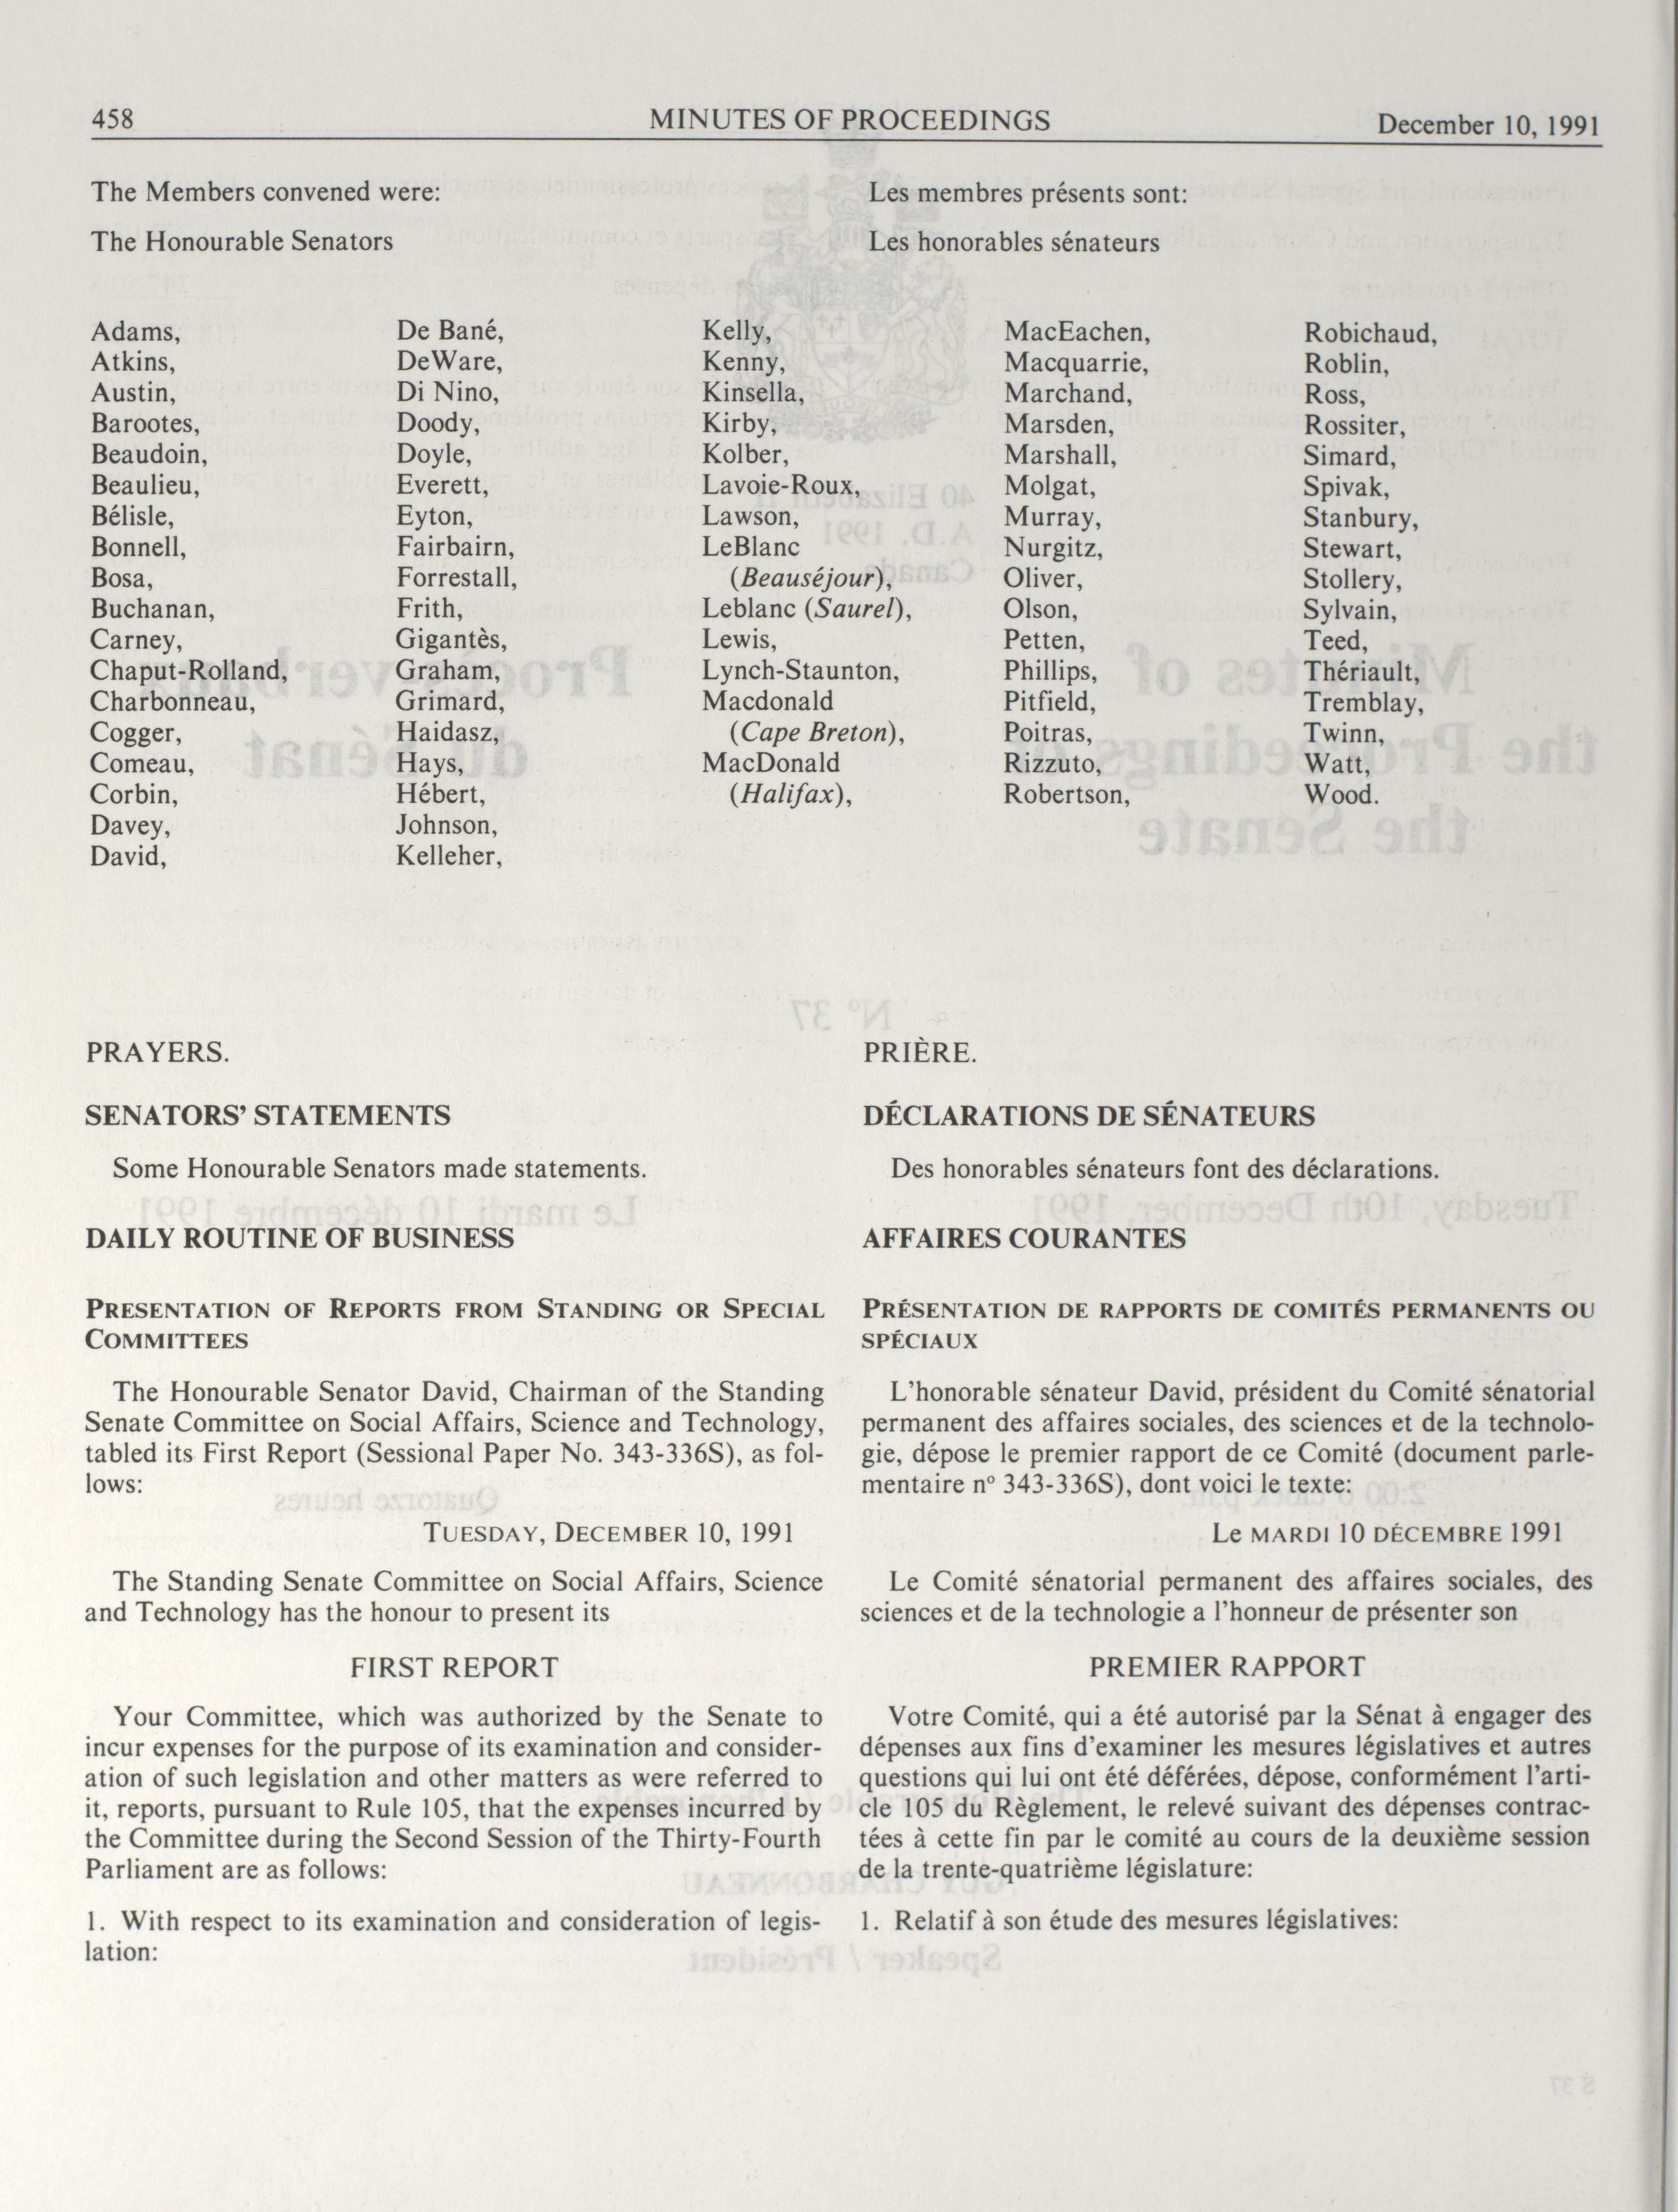 458
MINUTES OF PROCEEDINGS
December 10, 1991
The Members convened were:
The Honourable Senators
Les membres présents sont:
Les honorables sénateurs
Adams,
Atkins,
Austin,
Barootes,
Beaudoin,
Beaulieu,
Bélisle,
Bonnell,
Bosa,
Buchanan,
Carney,
Chaput-Rolland,
Charbonneau,
Cogger,
Comeau,
Corbin,
Davey,
David,
De Bané,
DeWare,
Di Nino,
Doody,
Doyle,
Everett,
Eyton,
Fairbairn,
Forrestall,
Frith,
Gigantès,
Graham,
Grimard,
Haidasz,
Hays,
Hébert,
Johnson,
Kelleher,
Kelly,
Kenny,
Kinsella,
Kirby,
Kolber,
Lavoie-Roux,
Lawson,
LeBlanc
(Beauséjour),
Leblanc (Saurel),
Lewis,
Lynch-Staunton,
Macdonald
(Cape Breton),
MacDonald
(Halifax),
MacEachen,
Macquarrie,
Marchand,
Marsden,
Marshall,
Molgat,
Murray,
Nurgitz,
Oliver,
Olson,
Petten,
Phillips,
Pitfield,
Poitras,
Rizzuto,
Robertson,
Robichaud,
Roblin,
Ross,
Rossiter,
Simard,
Spivak,
Stanbury,
Stewart,
Stollery,
Sylvain,
Teed,
Thériault,
Tremblay,
Twinn,
Watt,
Wood.
PRAYERS.
SENATORS' STATEMENTS
Some Honourable Senators made statements.
DAILY ROUTINE OF BUSINESS
PRESENTATION OF REPORTS FROM STANDING OR SPECIAL
COMMITTEES
The Honourable Senator David, Chairman of the Standing
Senate Committee on Social Affairs, Science and Technology,
tabled its First Report (Sessional Paper No. 343-336S), as fol-
lows:
TUESDAY, DECEMBER 10, 1991
The Standing Senate Committee on Social Affairs, Science
and Technology has the honour to present its
FIRST REPORT
Your Committee, which was authorized by the Senate to
incur expenses for the purpose of its examination and consider-
ation of such legislation and other matters as were referred to
it, reports, pursuant to Rule 105, that the expenses incurred by
the Committee during the Second Session of the Thirty-Fourth
Parliament are as follows:
1. With respect to its examination and consideration of legis-
lation:
PRIÈRE.
DÉCLARATIONS DE SÉNATEURS
Des honorables sénateurs font des déclarations.
AFFAIRES COURANTES
PRÉSENTATION DE RAPPORTS DE COMITÉS PERMANENTS OU
SPÉCIAUX
L'honorable sénateur David, président du Comité sénatorial
permanent des affaires sociales, des sciences et de la technolo-
gie, dépose le premier rapport de ce Comité (document parle-
mentaire nº 343-336S), dont voici le texte:
Le MARDI 10 DÉCEMBRE 1991
Le Comité sénatorial permanent des affaires sociales, des
sciences et de la technologie a l'honneur de présenter son
PREMIER RAPPORT
Votre Comité, qui a été autorisé par la Sénat à engager des
dépenses aux fins d'examiner les mesures législatives et autres
questions qui lui ont été déférées, dépose, conformément l'arti-
cle 105 du Règlement, le relevé suivant des dépenses contrac-
tées à cette fin par le comité au cours de la deuxième session
de la trente-quatrième législature:
1. Relatif à son étude des mesures législatives: